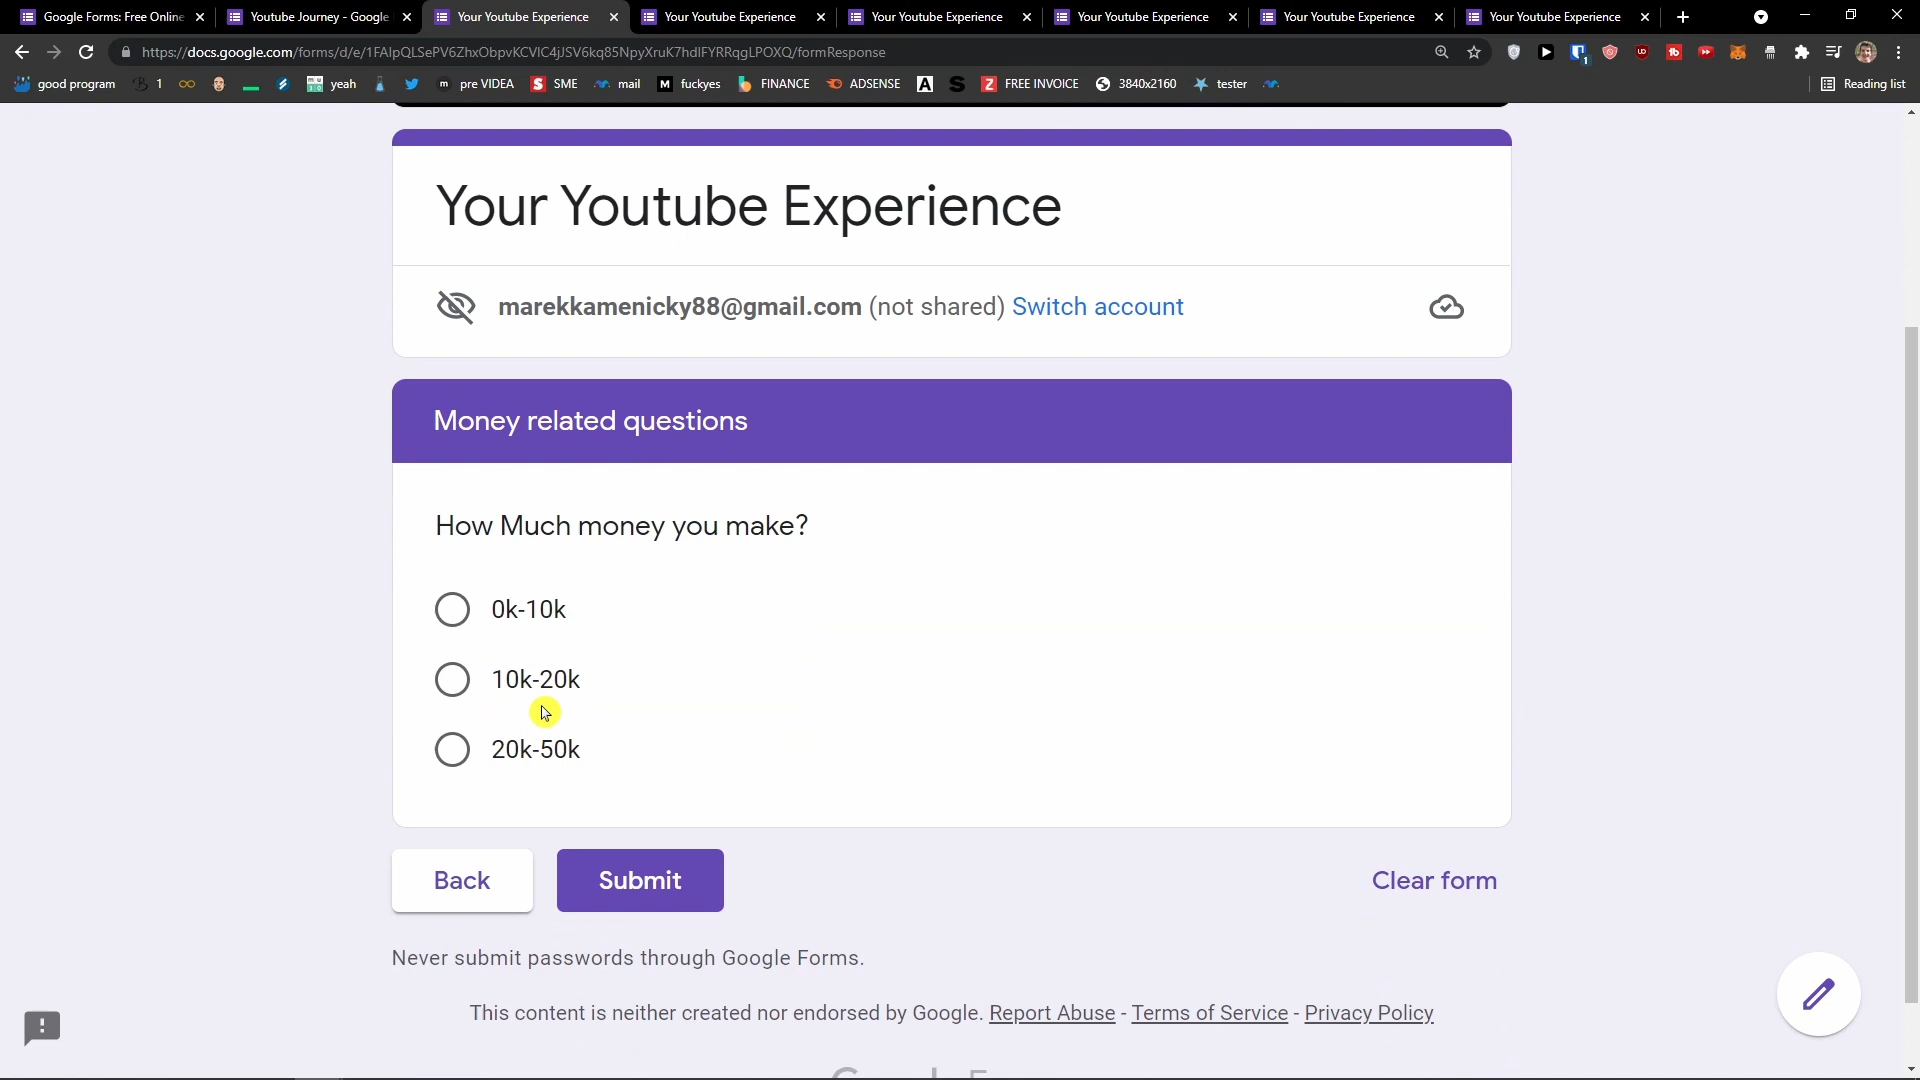 Google Forms: Free Online
Youtube Journey - Google
Your Youtube Experience
Your Youtube Experience
Your Youtube Experience
Your Youtube Experience
Your Youtube Experience
Your Youtube Experience
https://docs.google.com/forms/d/e/1FAIpQLSePV6ZhxObpvKCVlC4jJSV6kq85NpyXruK7hdlFYRRqgLPOXQ/formResponse
good program
1
yeah
pre VIDEA
SME
mail
fuckyes
FINANCE
ADSENSE
FREE INVOICE
3840x2160
tester
Reading list
Your Youtube Experience
marekkamenicky88@gmail.com (not shared) Switch account
Money related questions
How Much money you make?
0k-10k
10k-20k
20k-50k
Back
Submit
Clear form
Never submit passwords through Google Forms.
This content is neither created nor endorsed by Google. Report Abuse - Terms of Service - Privacy Policy